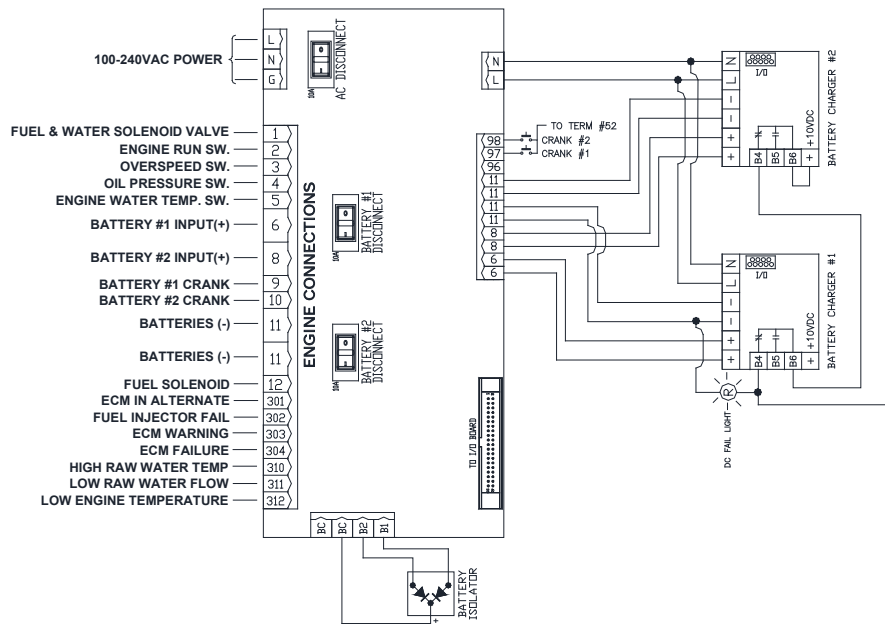 100-240VAC POWER
L
N
G
AC DISCONNECT
10A
FUEL & WATER SOLENOID VALVE 1
ENGINE RUN SW. 2
OVERSPEED SW. 3
OIL PRESSURE SW. 4
ENGINE WATER TEMP. SW. 5
BATTERY #1 INPUT(+) 6
BATTERY #2 INPUT(+) 8
BATTERY #1 CRANK 9
BATTERY #2 CRANK 10
BATTERIES (-) 11
BATTERIES (-) 11
FUEL SOLENOID 12
ECM IN ALTERNATE 301
FUEL INJECTOR FAIL 302
ECM WARNING 303
ECM FAILURE 304
HIGH RAW WATER TEMP 310
LOW RAW WATER FLOW 311
LOW ENGINE TEMPERATURE 312
ENGINE CONNECTIONS
BATTERY #1
DISCONNECT
10A
BATTERY #2
DISCONNECT
10A
TO I/O BOARD
N
L
98
97
96
11
11
11
11
8
8
6
6
TO TERM #52
CRANK #2
CRANK #1
BC
BC
B2
B1
BATTERY
ISOLATOR
+
N
L
-
-
+
+
I/O
B4
B5
B6
+
+10VDC
BATTERY CHARGER #2
N
L
-
-
+
+
I/O
B4
B5
B6
+
+10VDC
BATTERY CHARGER #1
R
DC FAIL LIGHT